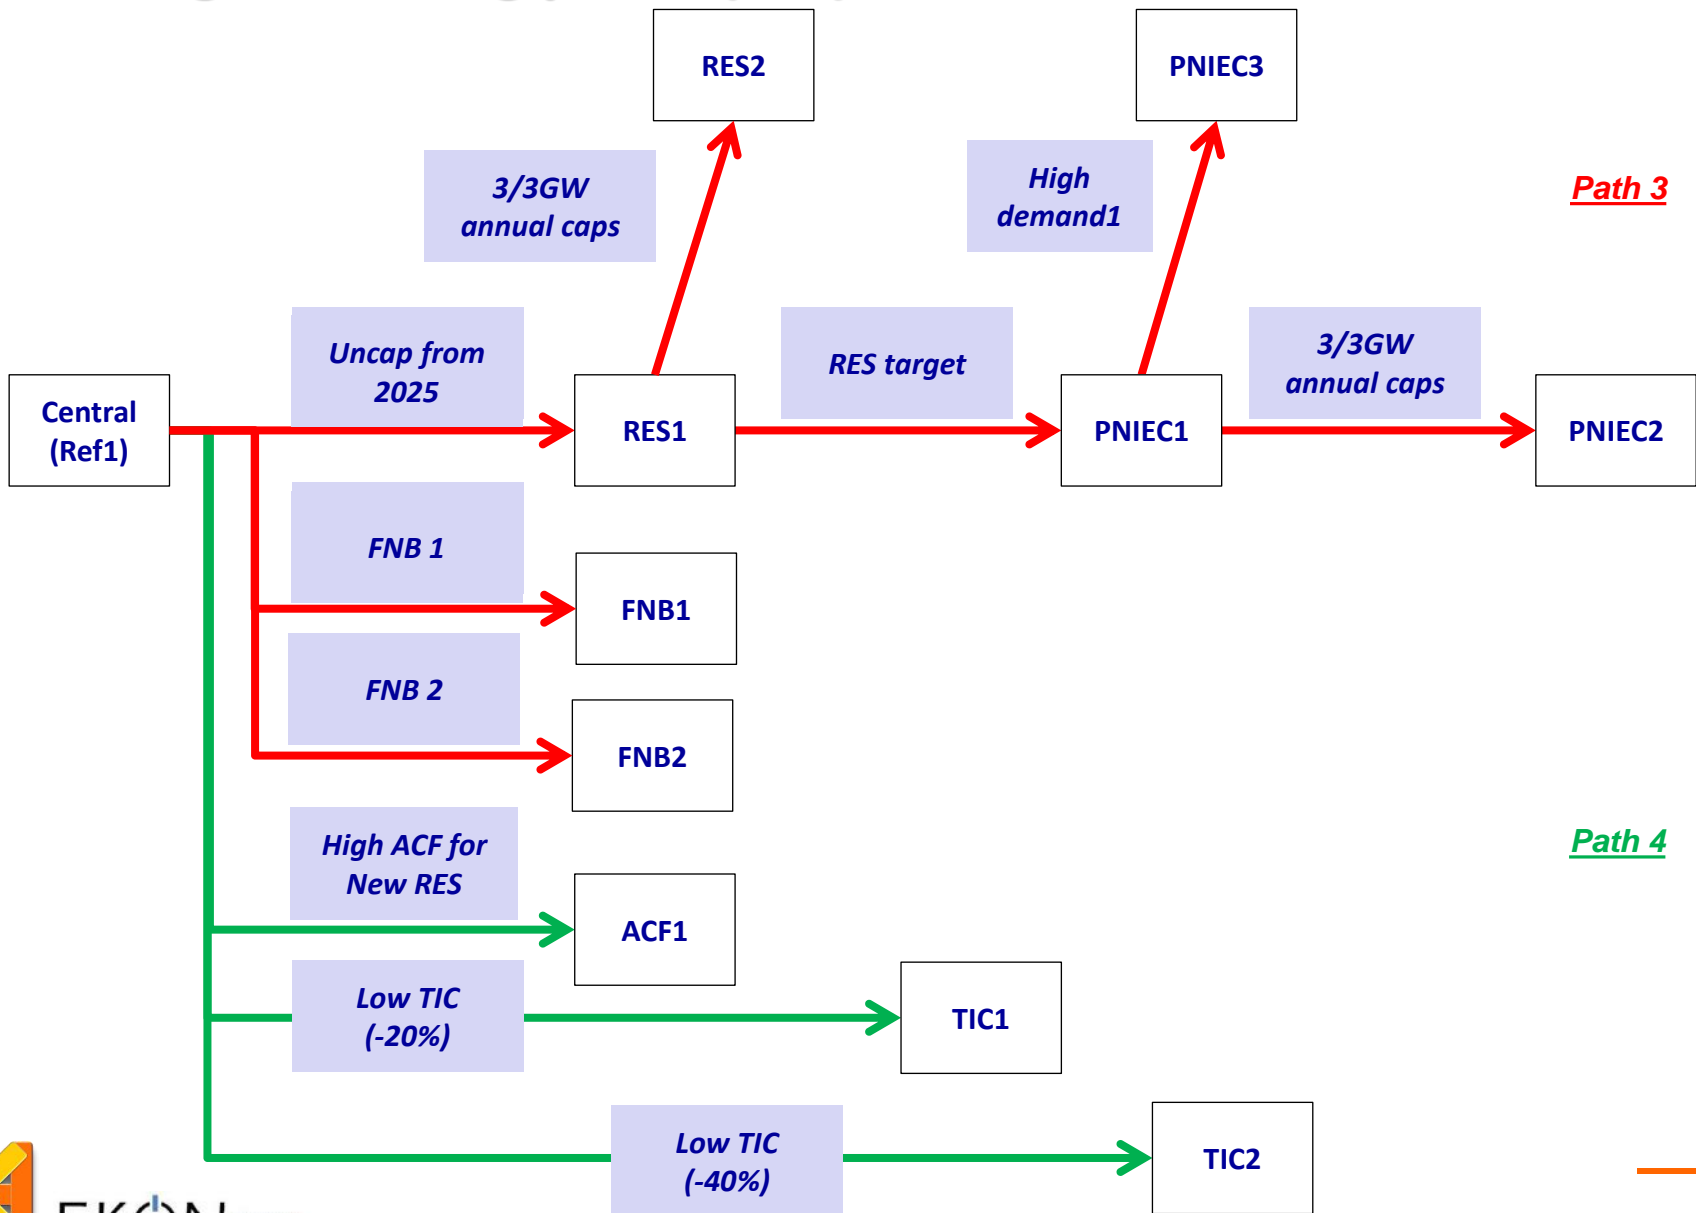 RES2
PNIEC3
3/3GW
annual caps
High
demand1
Path 3
Uncap from
2025
RES target
3/3GW
annual caps
Central
(Ref1)
RES1
PNIEC1
PNIEC2
FNB 1
FNB1
FNB 2
FNB2
High ACF for
New RES
Path 4
ACF1
Low TIC
(-20%)
TIC1
Low TIC
(-40%)
TIC2